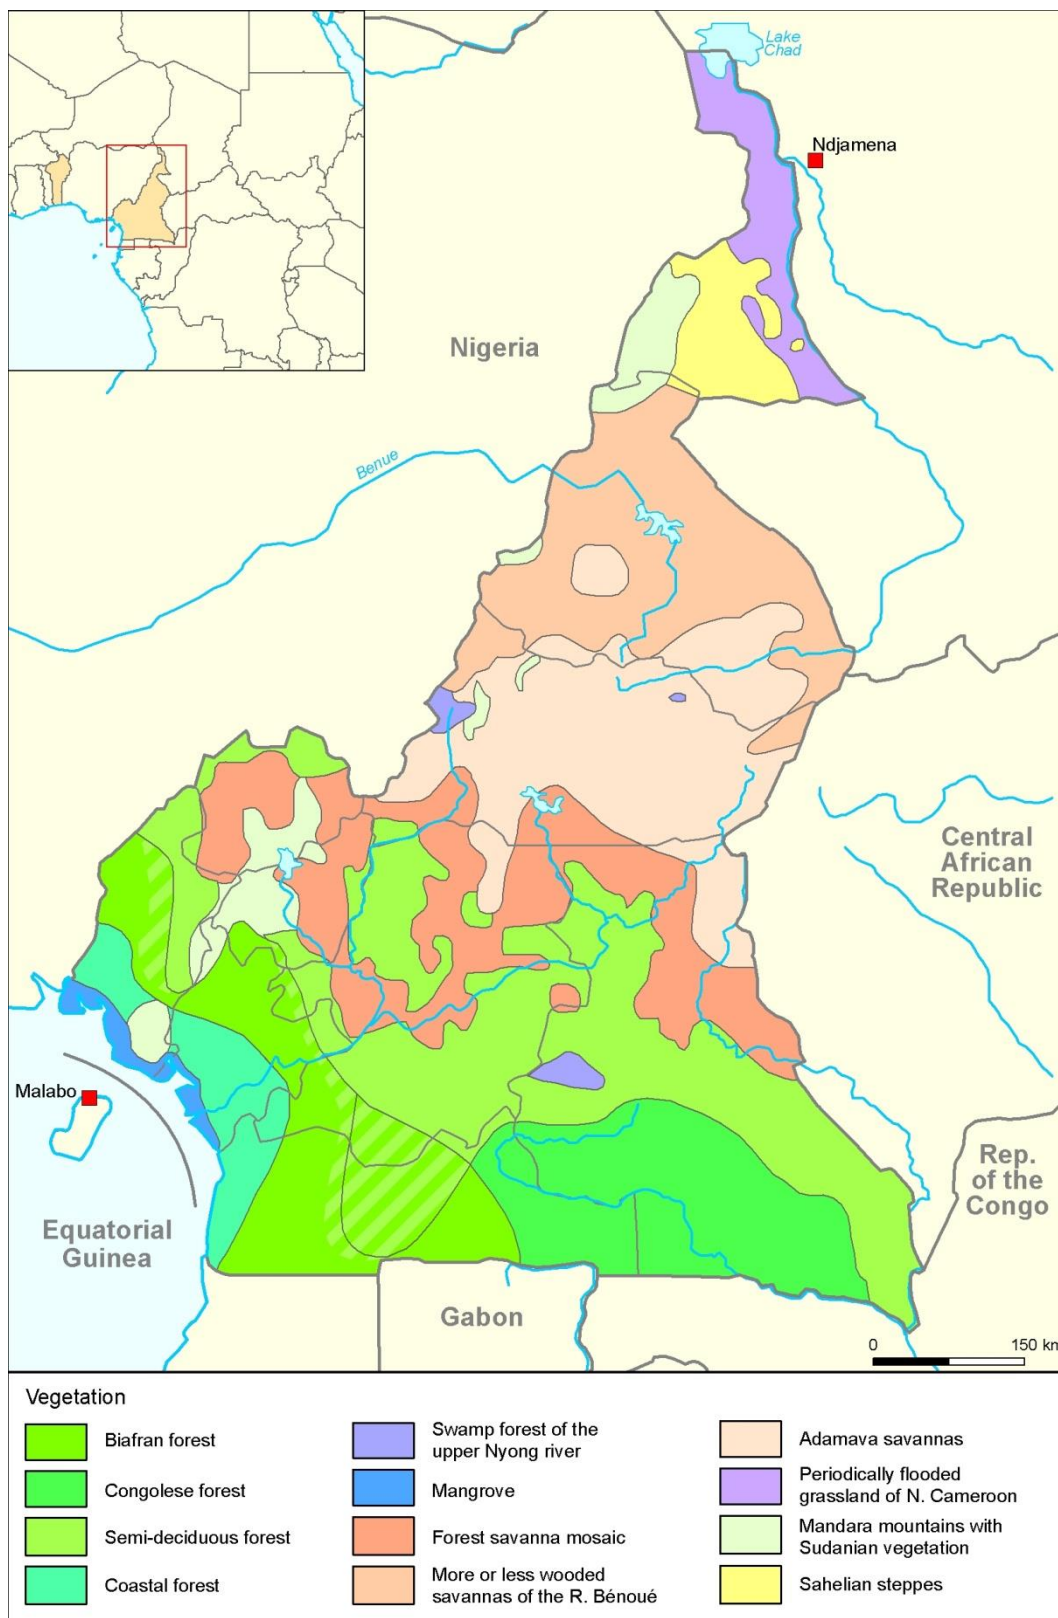 Lake
Chad
Ndjamena
Nigeria
Benue
Central
African
Republic
Malabo
Equatorial
Guinea
Rep.
of the
Congo
Gabon
0 150 km
Vegetation
Biafran forest
Congolese forest
Semi-deciduous forest
Coastal forest
Swamp forest of the
upper Nyong river
Mangrove
Forest savanna mosaic
More or less wooded
savannas of the R. Bénoué
Adamava savannas
Periodically flooded
grassland of N. Cameroon
Mandara mountains with
Sudanian vegetation
Sahelian steppes